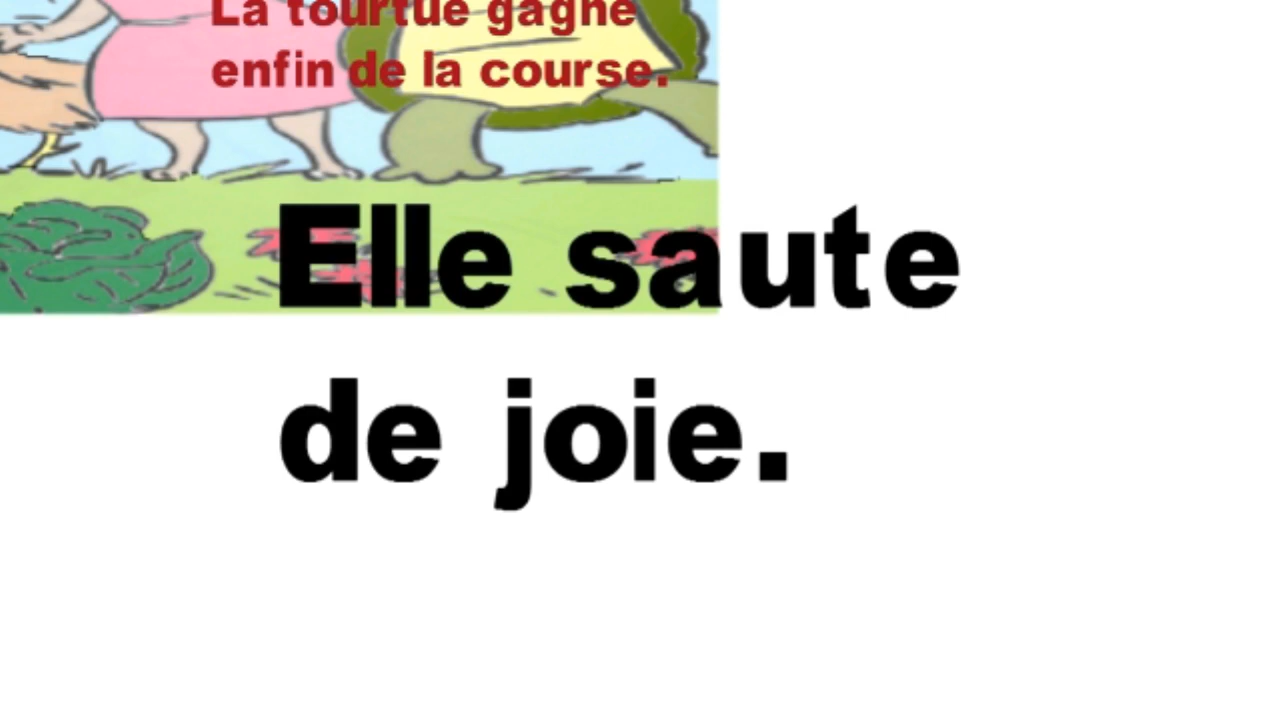 La tourtue gagne
enfin de la course.
Elle saute
de joie.